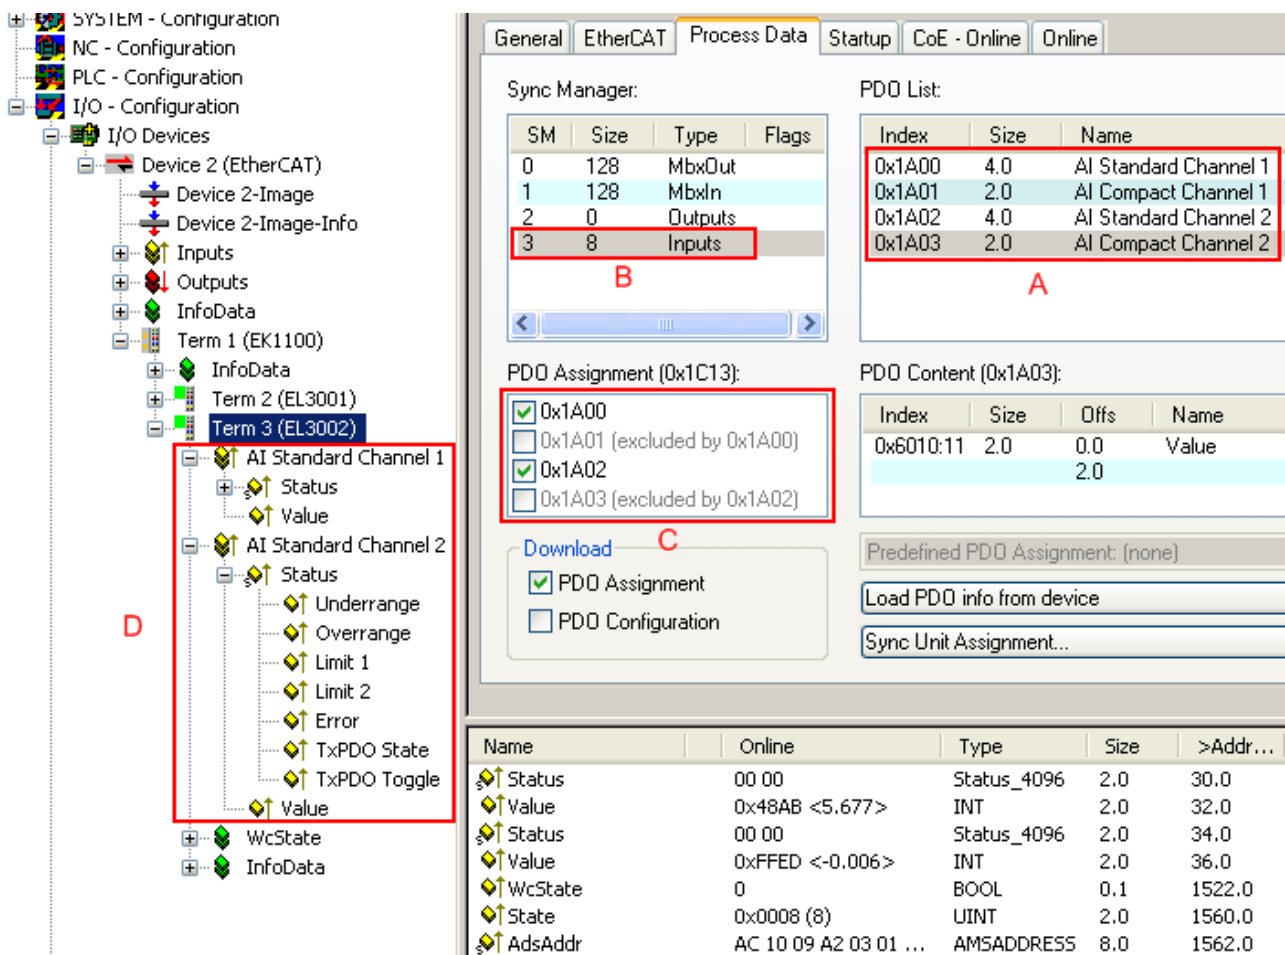 SYSTEM - Configuration
NC - Configuration
PLC - Configuration
I/O - Configuration
I/O Devices
Device 2 (EtherCAT)
Device 2-Image
Device 2-Image-Info
Inputs
Outputs
InfoData
Term 1 (EK1100)
InfoData
Term 2 (EL3001)
Term 3 (EL3002)
AI Standard Channel 1
Status
Value
AI Standard Channel 2
Status
Underrange
Overrange
Limit 1
Limit 2
Error
TxPDO State
TxPDO Toggle
Value
WcState
InfoData
D
General EtherCAT Process Data Startup CoE - Online Online
Sync Manager:
SM Size Type Flags
0 128 MbxOut
1 128 MbxIn
2 0 Outputs
3 8 Inputs
B
PDO List:
Index Size Name
0x1A00 4.0 AI Standard Channel 1
0x1A01 2.0 AI Compact Channel 1
0x1A02 4.0 AI Standard Channel 2
0x1A03 2.0 AI Compact Channel 2
A
PDO Assignment (0x1C13):
0x1A00
0x1A01 (excluded by 0x1A00)
0x1A02
0x1A03 (excluded by 0x1A02)
C
PDO Content (0x1A03):
Index Size Offs Name
0x6010:11 2.0 0.0 Value
2.0
Download
PDO Assignment
PDO Configuration
Predefined PDO Assignment: (none)
Load PDO info from device
Sync Unit Assignment...
Name Online Type Size >Addr...
Status 00 00 Status_4096 2.0 30.0
Value 0x48AB <5.677> INT 2.0 32.0
Status 00 00 Status_4096 2.0 34.0
Value 0xFFED <-0.006> INT 2.0 36.0
WcState 0 BOOL 0.1 1522.0
State 0x0008 (8) UINT 2.0 1560.0
AdsAddr AC 10 09 A2 03 01 ... AMSADDRESS 8.0 1562.0